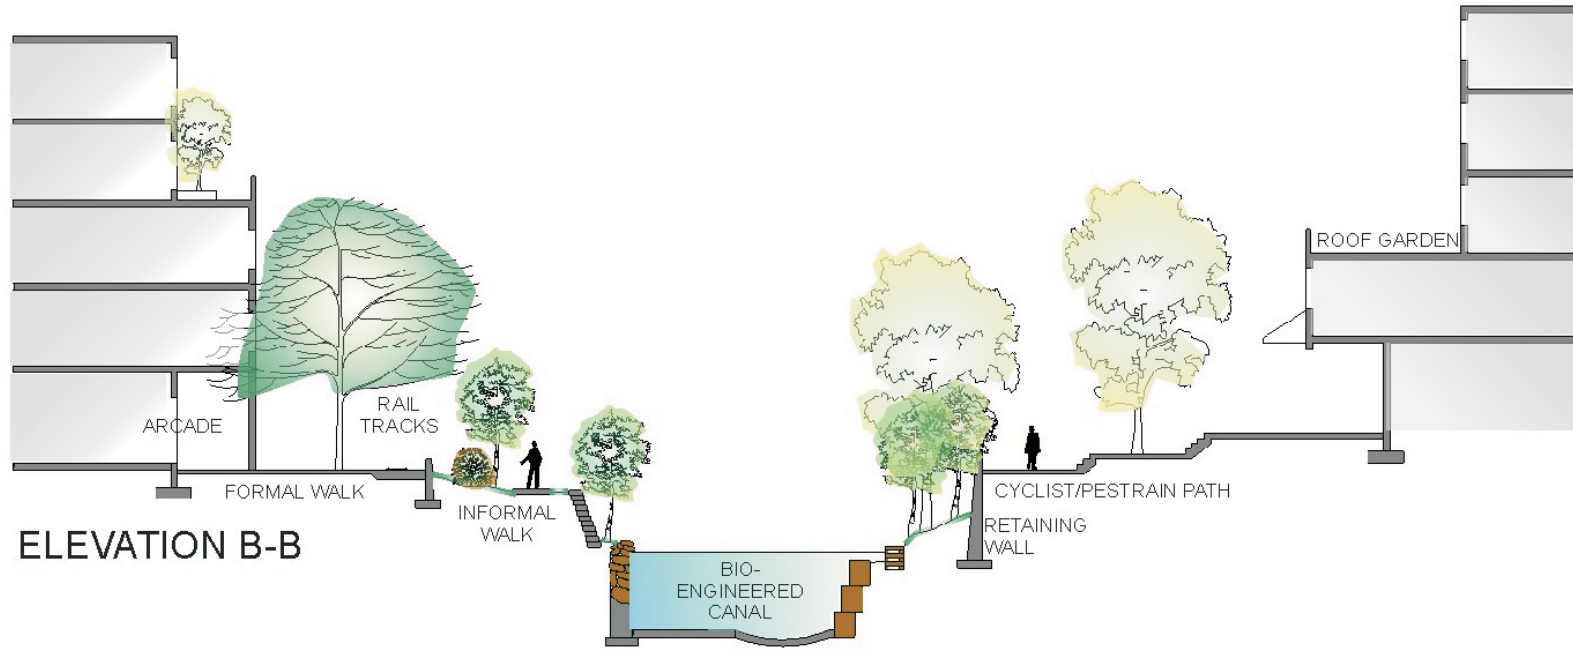 ROOF GARDEN
ARCADE
RAIL
TRACKS
FORMAL WALK
INFORMAL
WALK
CYCLIST/PESTRAIN PATH
RETAINING
WALL
ELEVATION B-B
BIO-
ENGINEERED
CANAL